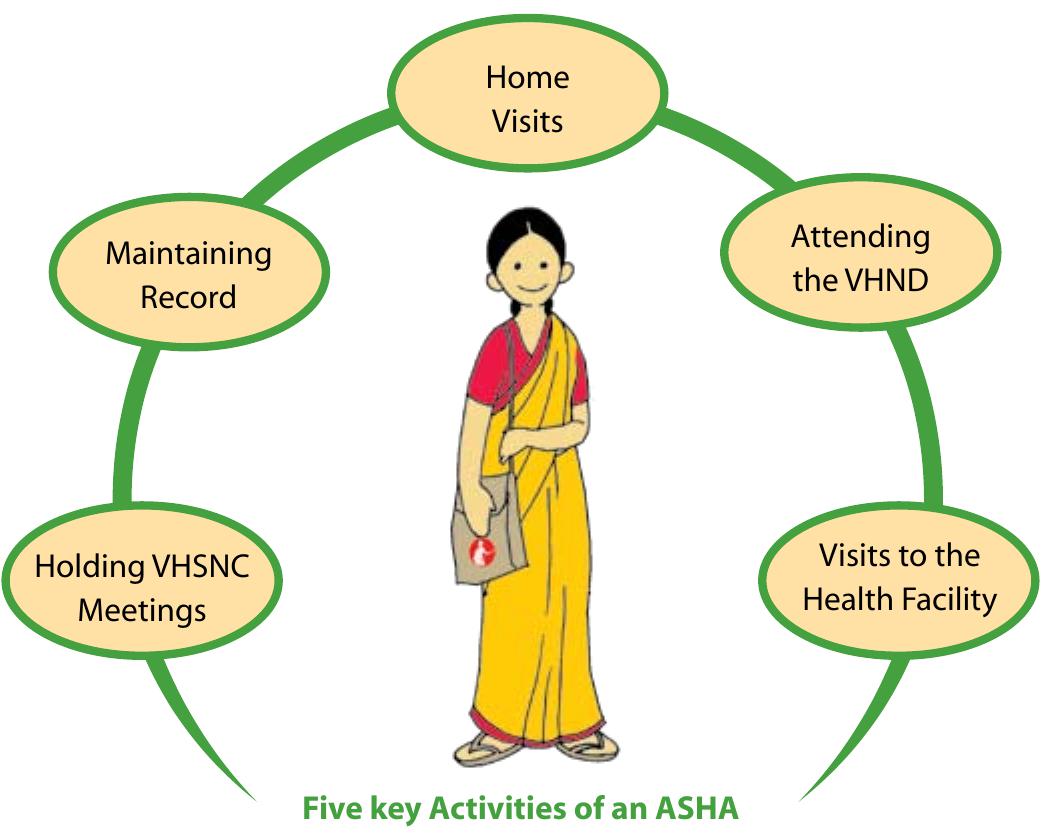 Home
Visits
Maintaining
Record
Attending
the VHND
Holding VHSNC
Meetings
Visits to the
Health Facility
Five key Activities of an ASHA